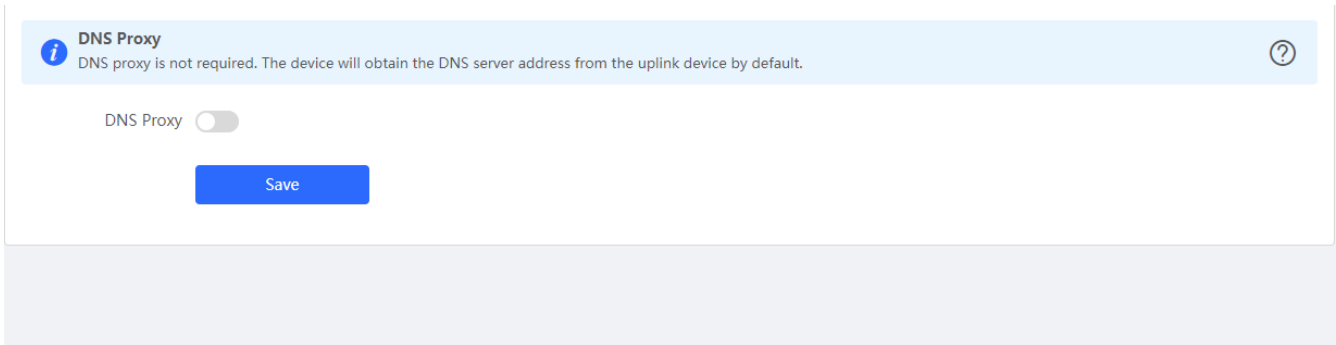 DNS Proxy
DNS proxy is not required. The device will obtain the DNS server address from the uplink device by default.
DNS Proxy
Save